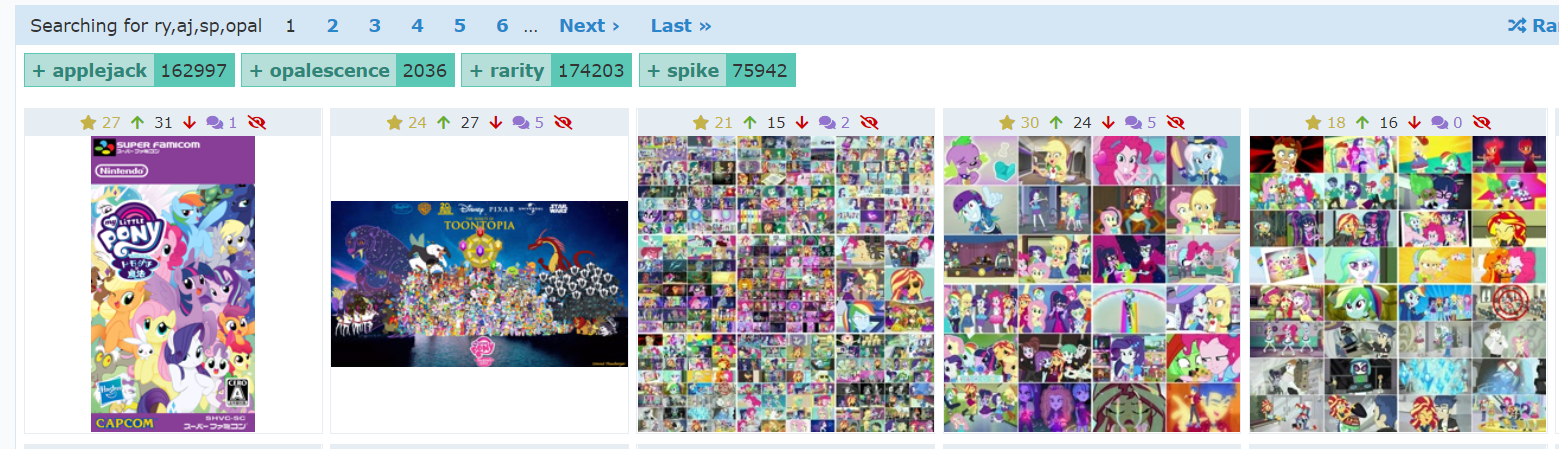 Searching for ry,aj,sp,opal 1 2 3 4 5 6 … Next › Last »
+ applejack 162997 + opalescence 2036 + rarity 174203 + spike 75942
27 31 1
24 27 5
21 15 2
30 24 5
18 16 0
SUPER FAMICOM
スーパーファミコン
Nintendo
MY LITTLE
PONY
Hasbro
CERO
A
SHVC-SC
CAPCOM スーパーファミコン
20
Disney PIXAR UNIVERSAL STAR WARS
TOONTOPIA